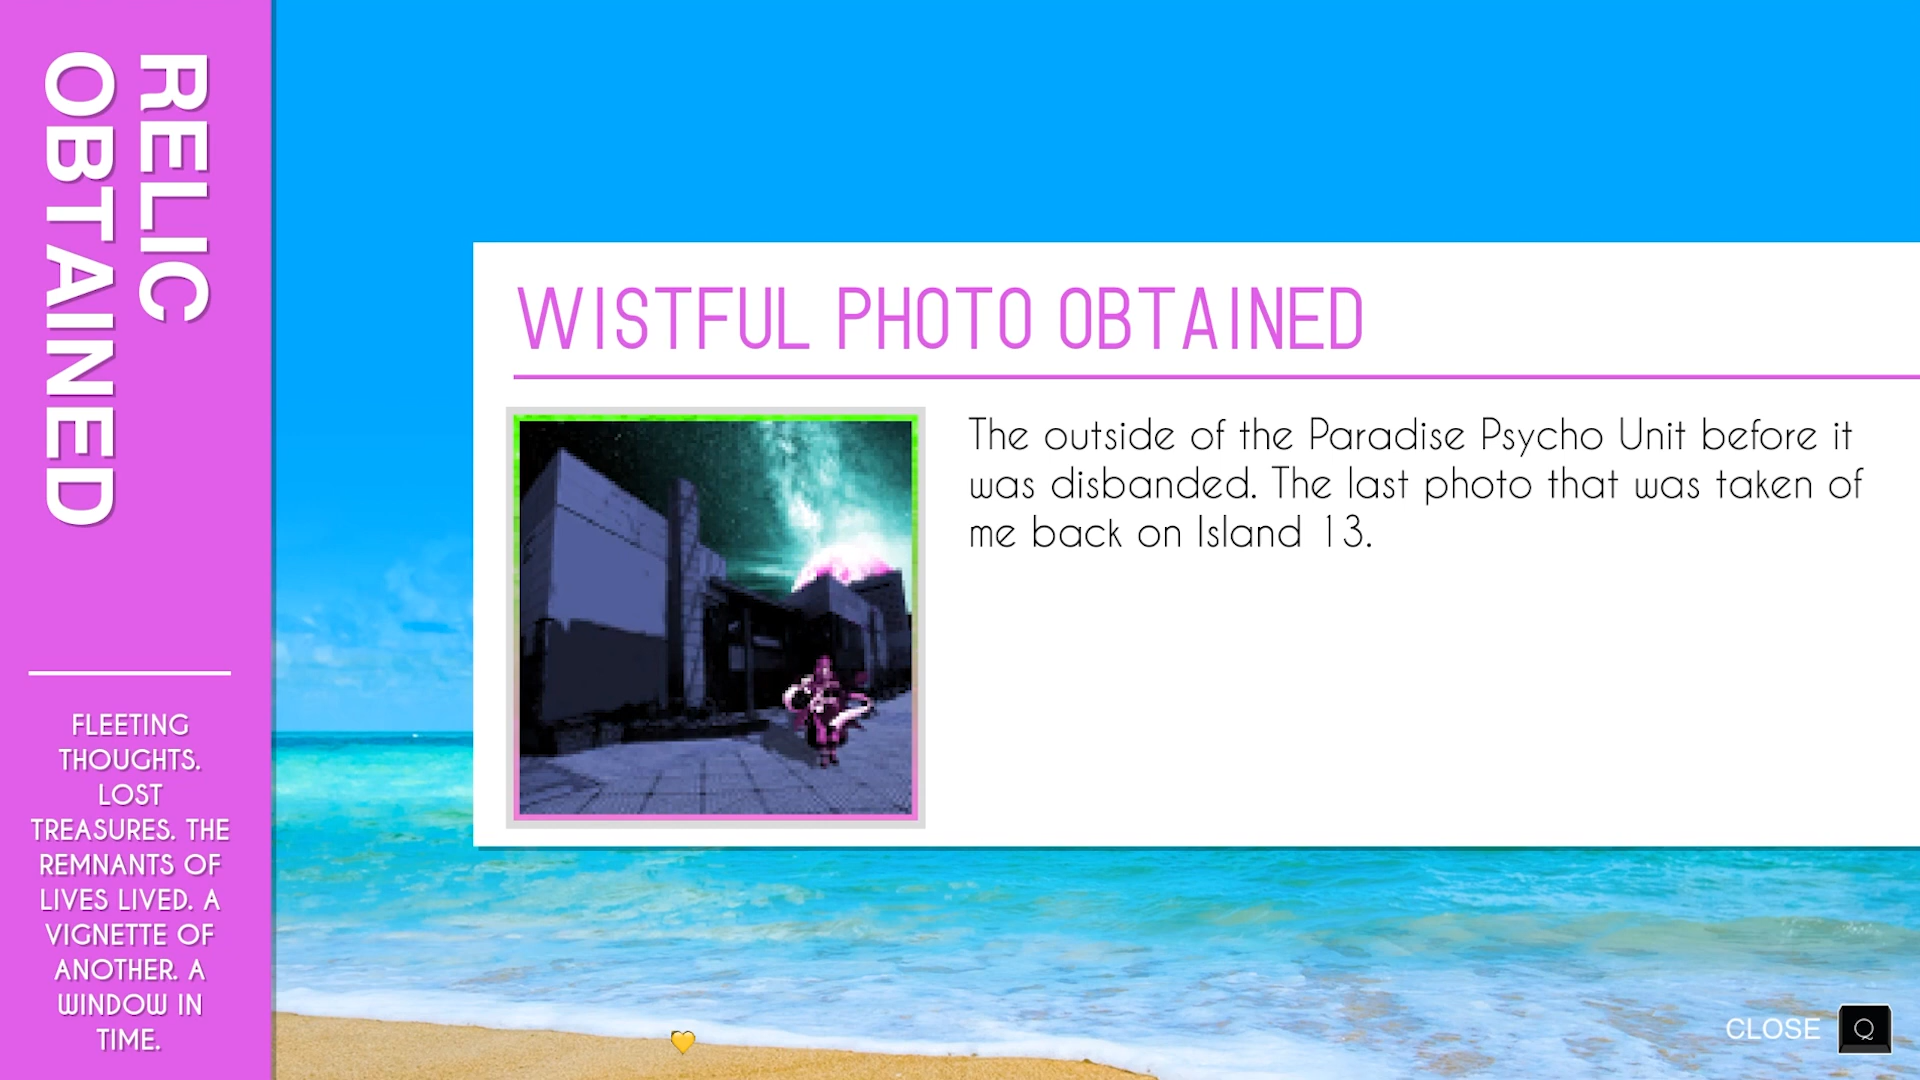 RELIC
OBTAINED
FLEETING
THOUGHTS.
LOST
TREASURES. THE
REMNANTS OF
LIVES LIVED. A
VIGNETTE OF
ANOTHER. A
WINDOW IN
TIME.
WISTFUL PHOTO OBTAINED
The outside of the Paradise Psycho Unit before it
was disbanded. The last photo that was taken of
me back on Island 13.
CLOSE Q